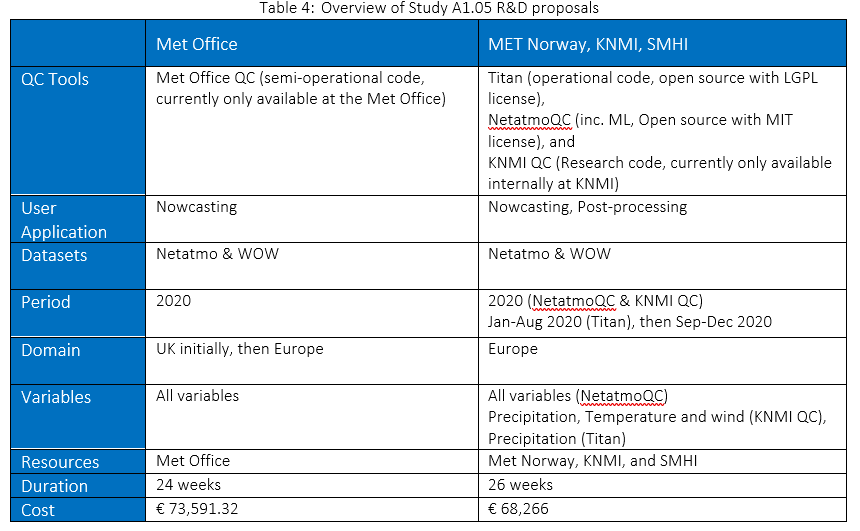 Table 4: Overview of Study A1.05 R&D proposals
Met Office
MET Norway, KNMI, SMHI
QC Tools
Met Office QC (semi-operational code,
currently only available at the Met Office)
Titan (operational code, open source with LGPL
license),
NetatmoQC (inc. ML, Open source with MIT
license), and
KNMI QC (Research code, currently only available
internally at KNMI)
User
Application
Nowcasting
Nowcasting, Post-processing
Datasets
Netatmo & WOW
Netatmo & WOW
Period
2020
2020 (NetatmoQC & KNMI QC)
Jan-Aug 2020 (Titan), then Sep-Dec 2020
Domain
UK initially, then Europe
Europe
Variables
All variables
All variables (NetatmoQC)
Precipitation, Temperature and wind (KNMI QC),
Precipitation (Titan)
Resources
Met Office
Met Norway, KNMI, and SMHI
Duration
24 weeks
26 weeks
Cost
€ 73,591.32
€ 68,266